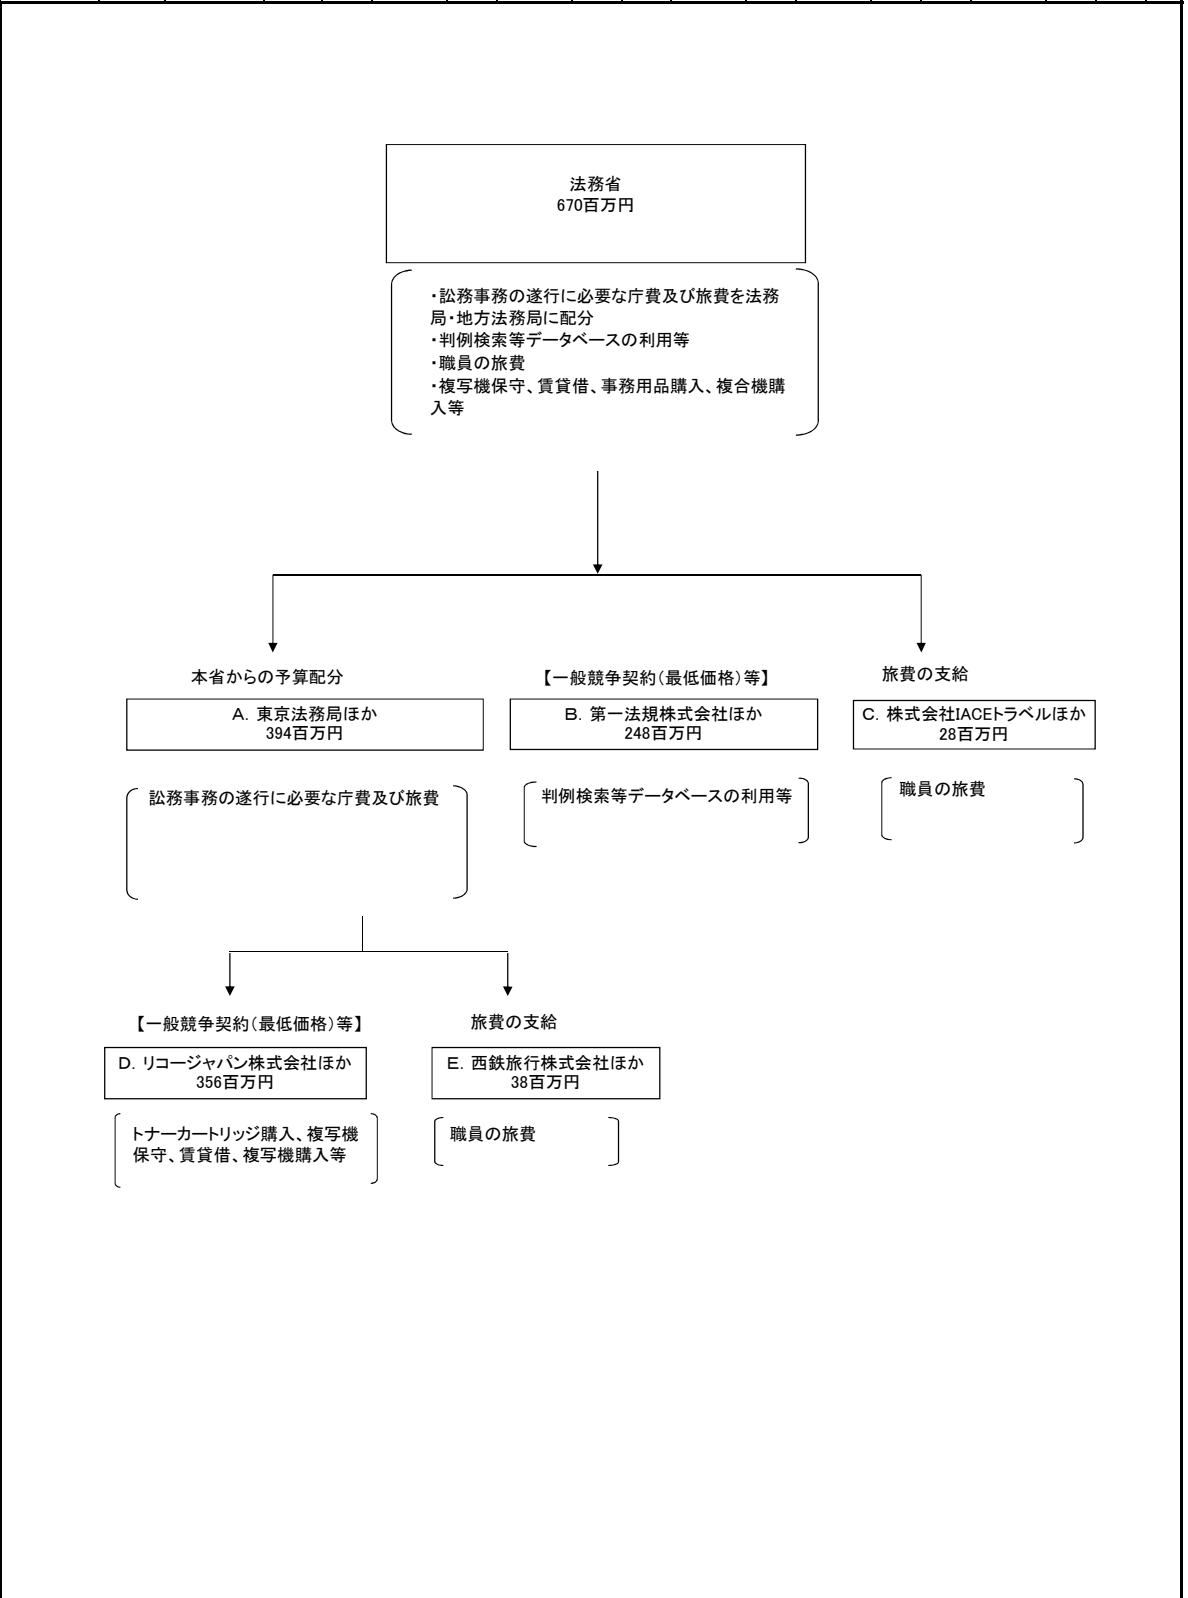 法務省
670百万円
・訟務事務の遂行に必要な庁費及び旅費を法務
局・地方法務局に配分
・判例検索等データベースの利用等
・職員の旅費
・複写機保守、賃貸借、事務用品購入、複合機購
入等
本省からの予算配分
A. 東京法務局ほか
394百万円
訟務事務の遂行に必要な庁費及び旅費
【一般競争契約(最低価格)等】
B. 第一法規株式会社ほか
248百万円
判例検索等データベースの利用等
旅費の支給
C. 株式会社IACEトラベルほか
28百万円
職員の旅費
【一般競争契約(最低価格)等】
D. リコージャパン株式会社ほか
356百万円
トナーカートリッジ購入、複写機
保守、賃貸借、複写機購入等
旅費の支給
E. 西鉄旅行株式会社ほか
38百万円
職員の旅費